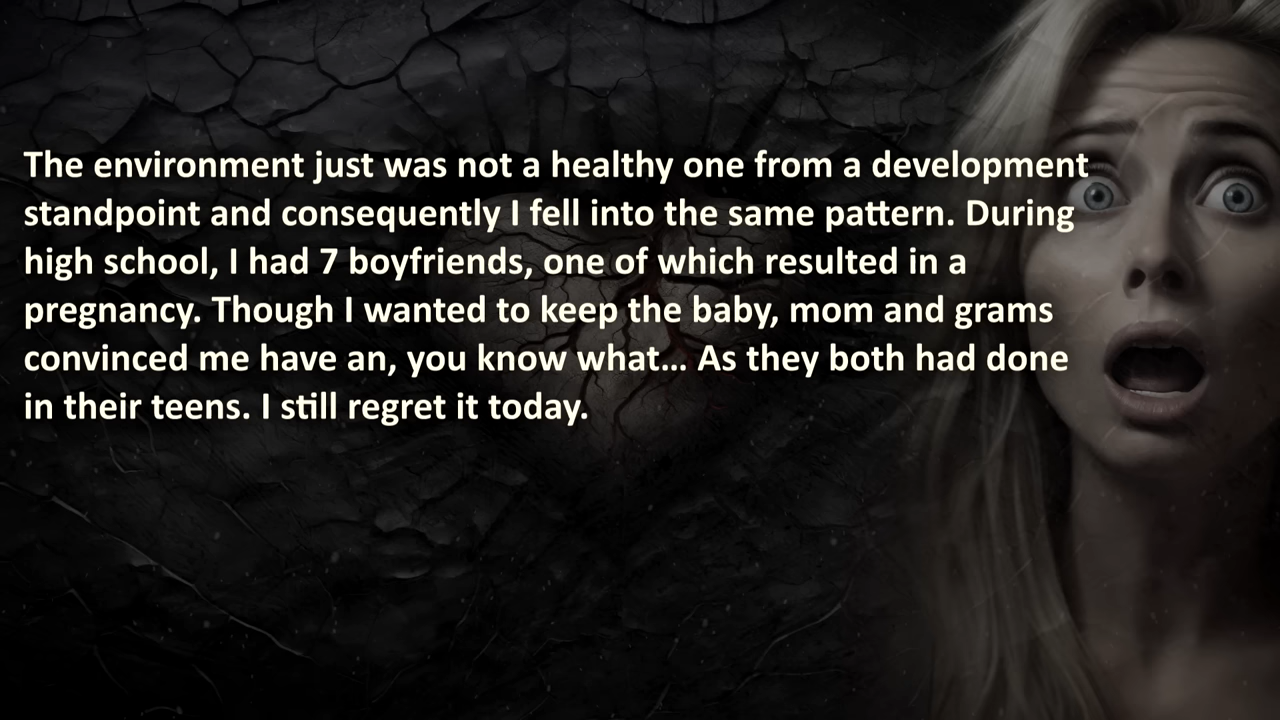 The environment just was not a healthy one from a development
standpoint and consequently I fell into the same pattern. During
high school, I had 7 boyfriends, one of which resulted in a
pregnancy. Though I wanted to keep the baby, mom and grams
convinced me have an, you know what... As they both had done
in their teens. I still regret it today.